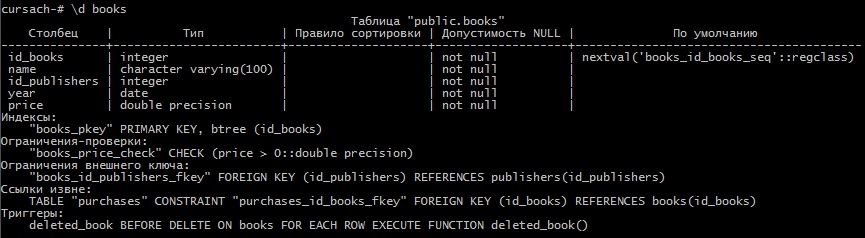 cursach-# \d books
Таблица "public.books"
Столбец | Тип | Правило сортировки | Допустимость NULL | По умолчанию
---------------+------------------------+--------------------+-------------------+-------------------------------------------
id_books | integer | | not null | nextval('books_id_books_seq'::regclass)
name | character varying(100) | | not null |
id_publishers | integer | | not null |
year | date | | not null |
price | double precision | | not null |
Индексы:
"books_pkey" PRIMARY KEY, btree (id_books)
Ограничения-проверки:
"books_price_check" CHECK (price > 0::double precision)
Ограничения внешнего ключа:
"books_id_publishers_fkey" FOREIGN KEY (id_publishers) REFERENCES publishers(id_publishers)
Ссылки извне:
TABLE "purchases" CONSTRAINT "purchases_id_books_fkey" FOREIGN KEY (id_books) REFERENCES books(id_books)
Триггеры:
deleted_book BEFORE DELETE ON books FOR EACH ROW EXECUTE FUNCTION deleted_book()